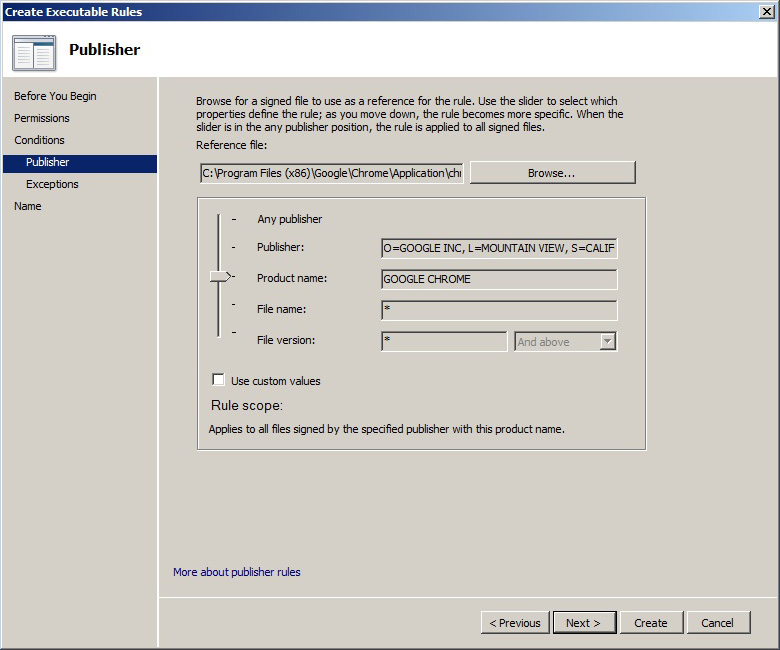 Create Executable Rules
Publisher
Before You Begin
Permissions
Conditions
Publisher
Exceptions
Name
Browse for a signed file to use as a reference for the rule. Use the slider to select which
properties define the rule; as you move down, the rule becomes more specific. When the
slider is in the any publisher position, the rule is applied to all signed files.
Reference file:
C:\Program Files (x86)\Google\Chrome\Application\chr
Browse...
Any publisher
Publisher:
O=GOOGLE INC, L=MOUNTAIN VIEW, S=CALIF
Product name:
GOOGLE CHROME
File name:
*
File version:
*
And above
Use custom values
Rule scope:
Applies to all files signed by the specified publisher with this product name.
More about publisher rules
< Previous
Next >
Create
Cancel